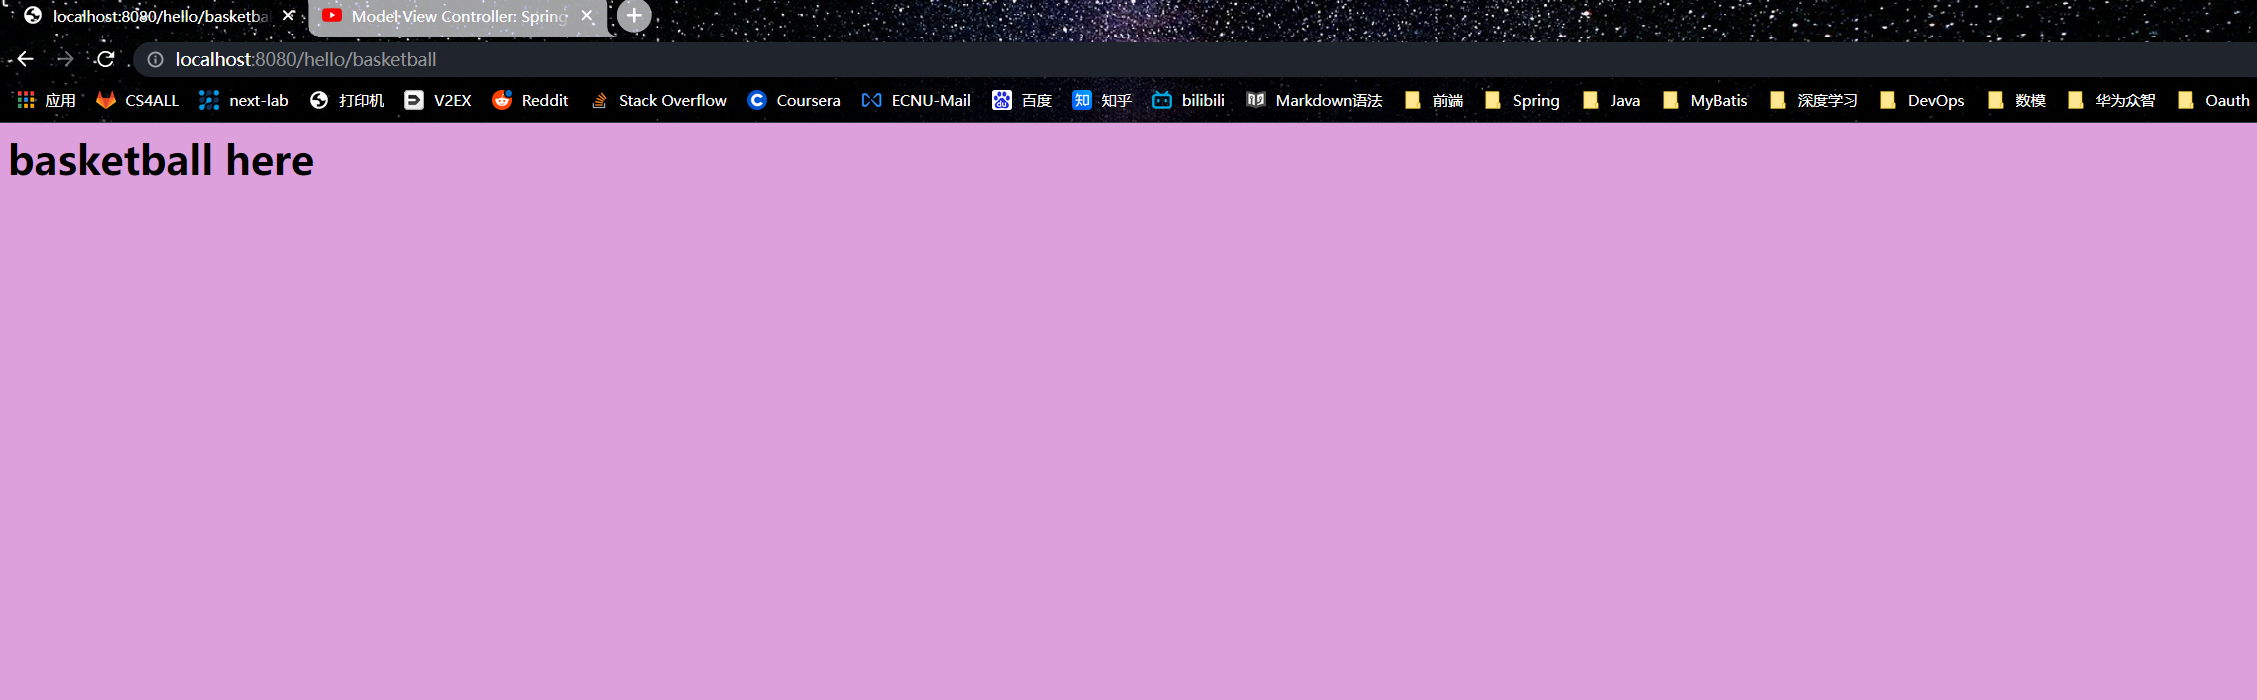 localhost:8080/hello/basketba
Model View Controller: Spring
localhost:8080/hello/basketball
应用 CS4ALL next-lab 打印机 V2EX Reddit Stack Overflow Coursera ECNU-Mail 百度 知 知乎 bilibili Markdown语法 前端 Spring Java MyBatis 深度学习 DevOps 数模 华为众智 Oauth
basketball here